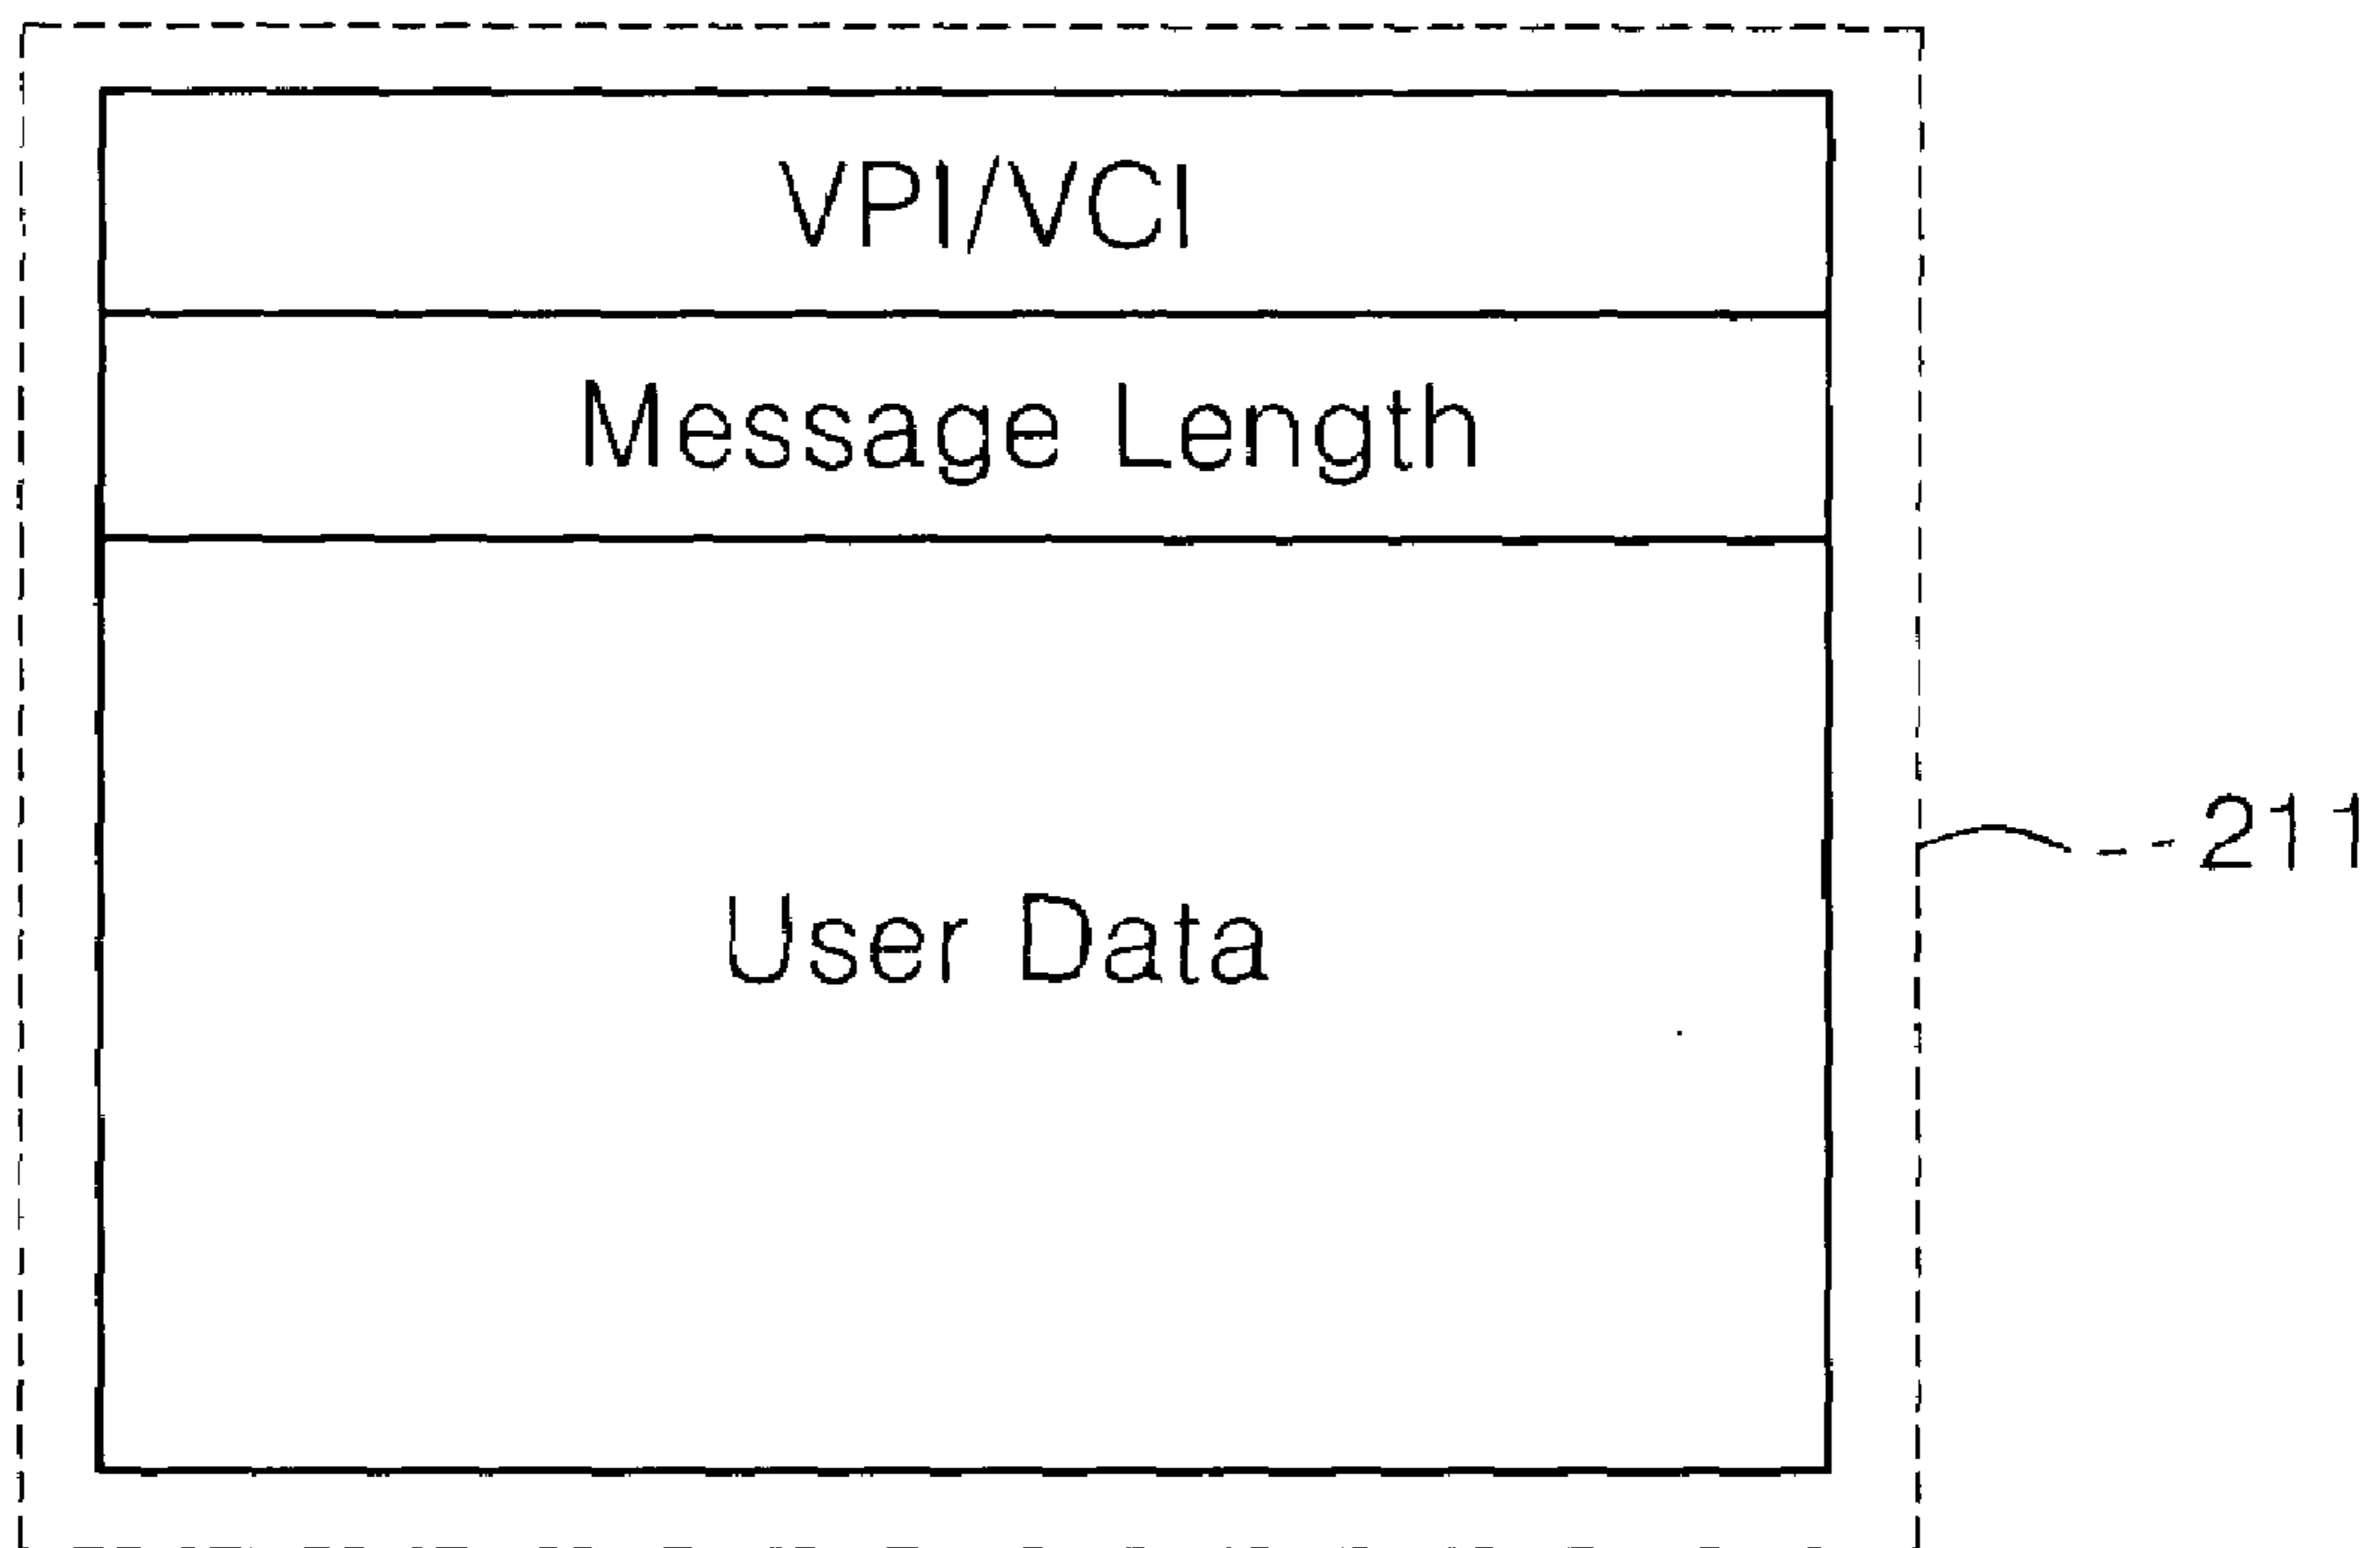 VPI/VCI
Message Length
User Data
211